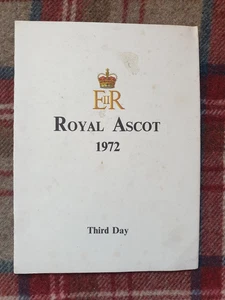 EIIR
ROYAL ASCOT
1972
Third Day